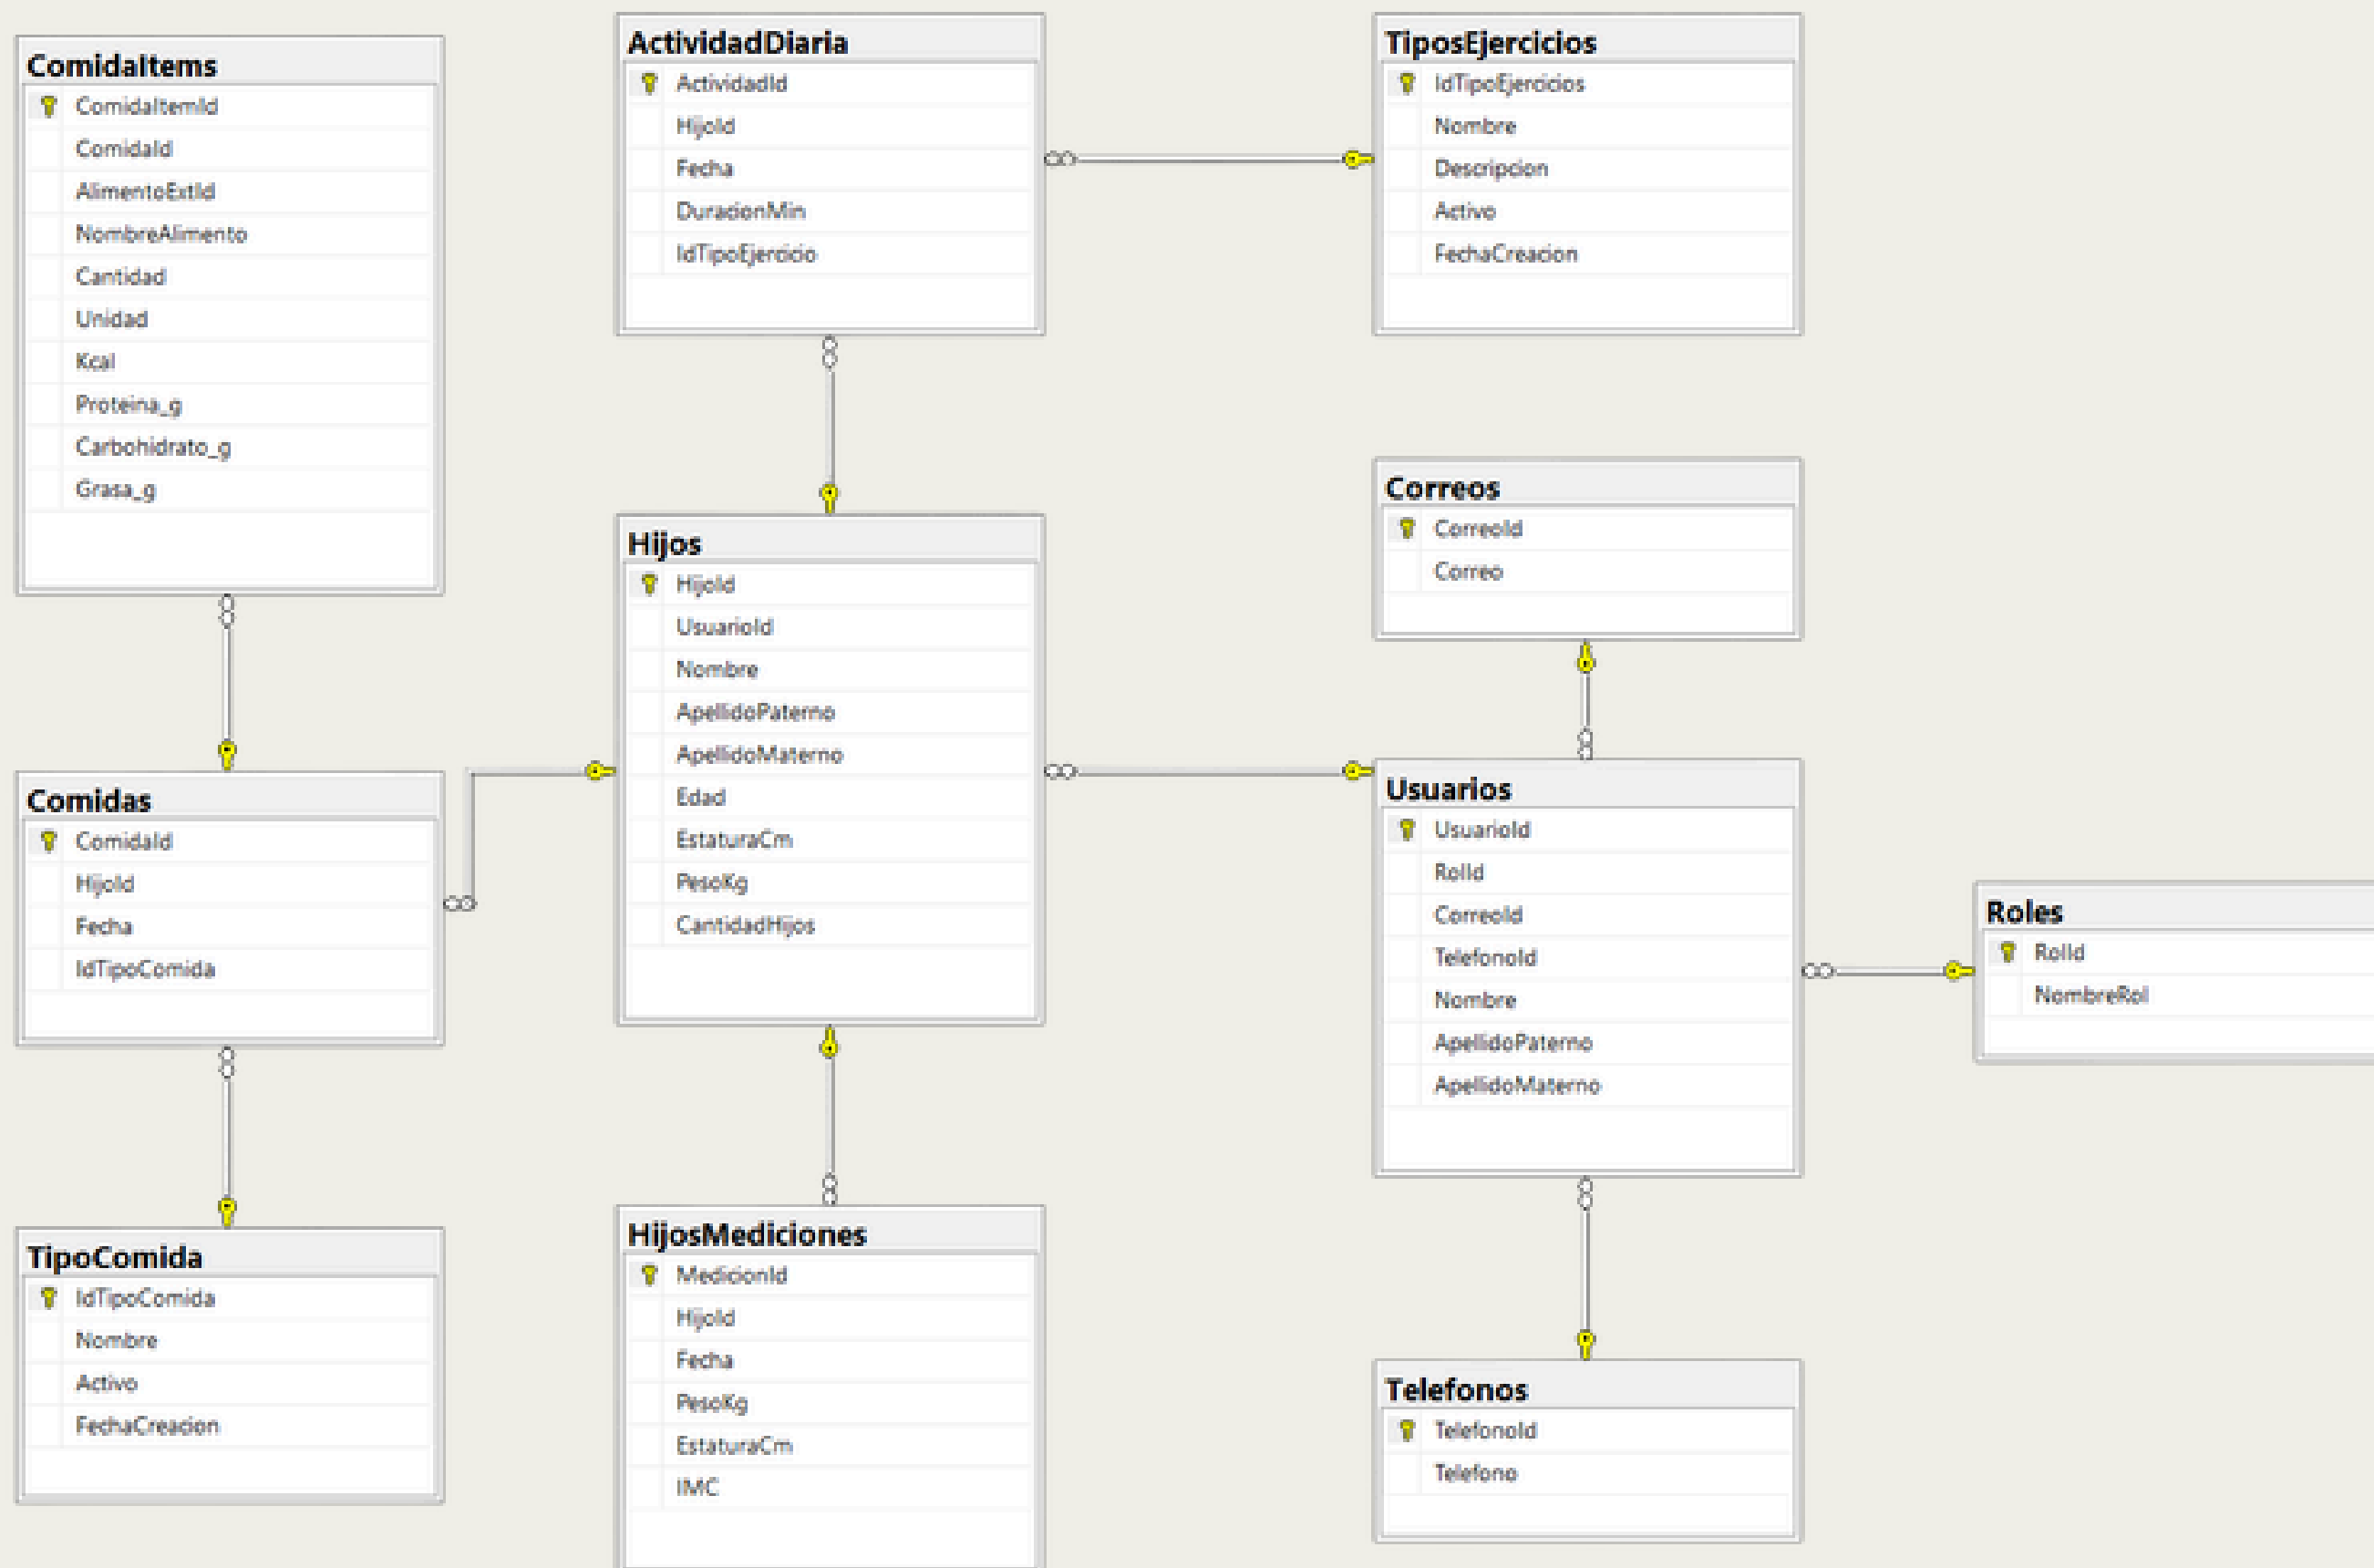 ComidaItems
ComidaItemId
ComidaId
AlimentoExtId
NombreAlimento
Cantidad
Unidad
Kcal
Proteina_g
Carbohidrato_g
Grasa_g
Comidas
ComidaId
HijoId
Fecha
IdTipoComida
TipoComida
IdTipoComida
Nombre
Activo
FechaCreacion
ActividadDiaria
ActividadId
HijoId
Fecha
DuracionMin
IdTipoEjercicio
Hijos
HijoId
UsuarioId
Nombre
ApellidoPaterno
ApellidoMaterno
Edad
EstaturaCm
PesoKg
CantidadHijos
HijosMediciones
MedicionId
HijoId
Fecha
PesoKg
EstaturaCm
IMC
TiposEjercicios
IdTipoEjercicios
Nombre
Descripcion
Activo
FechaCreacion
Correos
CorreoId
Correo
Usuarios
UsuarioId
RolId
CorreoId
TelefonoId
Nombre
ApellidoPaterno
ApellidoMaterno
Telefonos
TelefonoId
Telefono
Roles
RolId
NombreRol